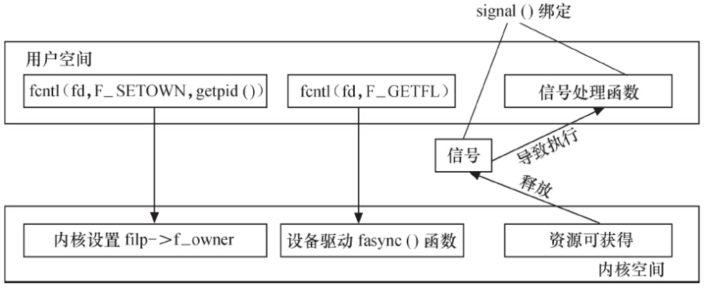 signal () 绑定
用户空间
fcntl (fd,F_SETOWN,getpid ())
fcntl (fd,F_GETFL)
信号处理函数
信号
导致执行
释放
内核设置 filp->f_owner
设备驱动 fasync () 函数
资源可获得
内核空间